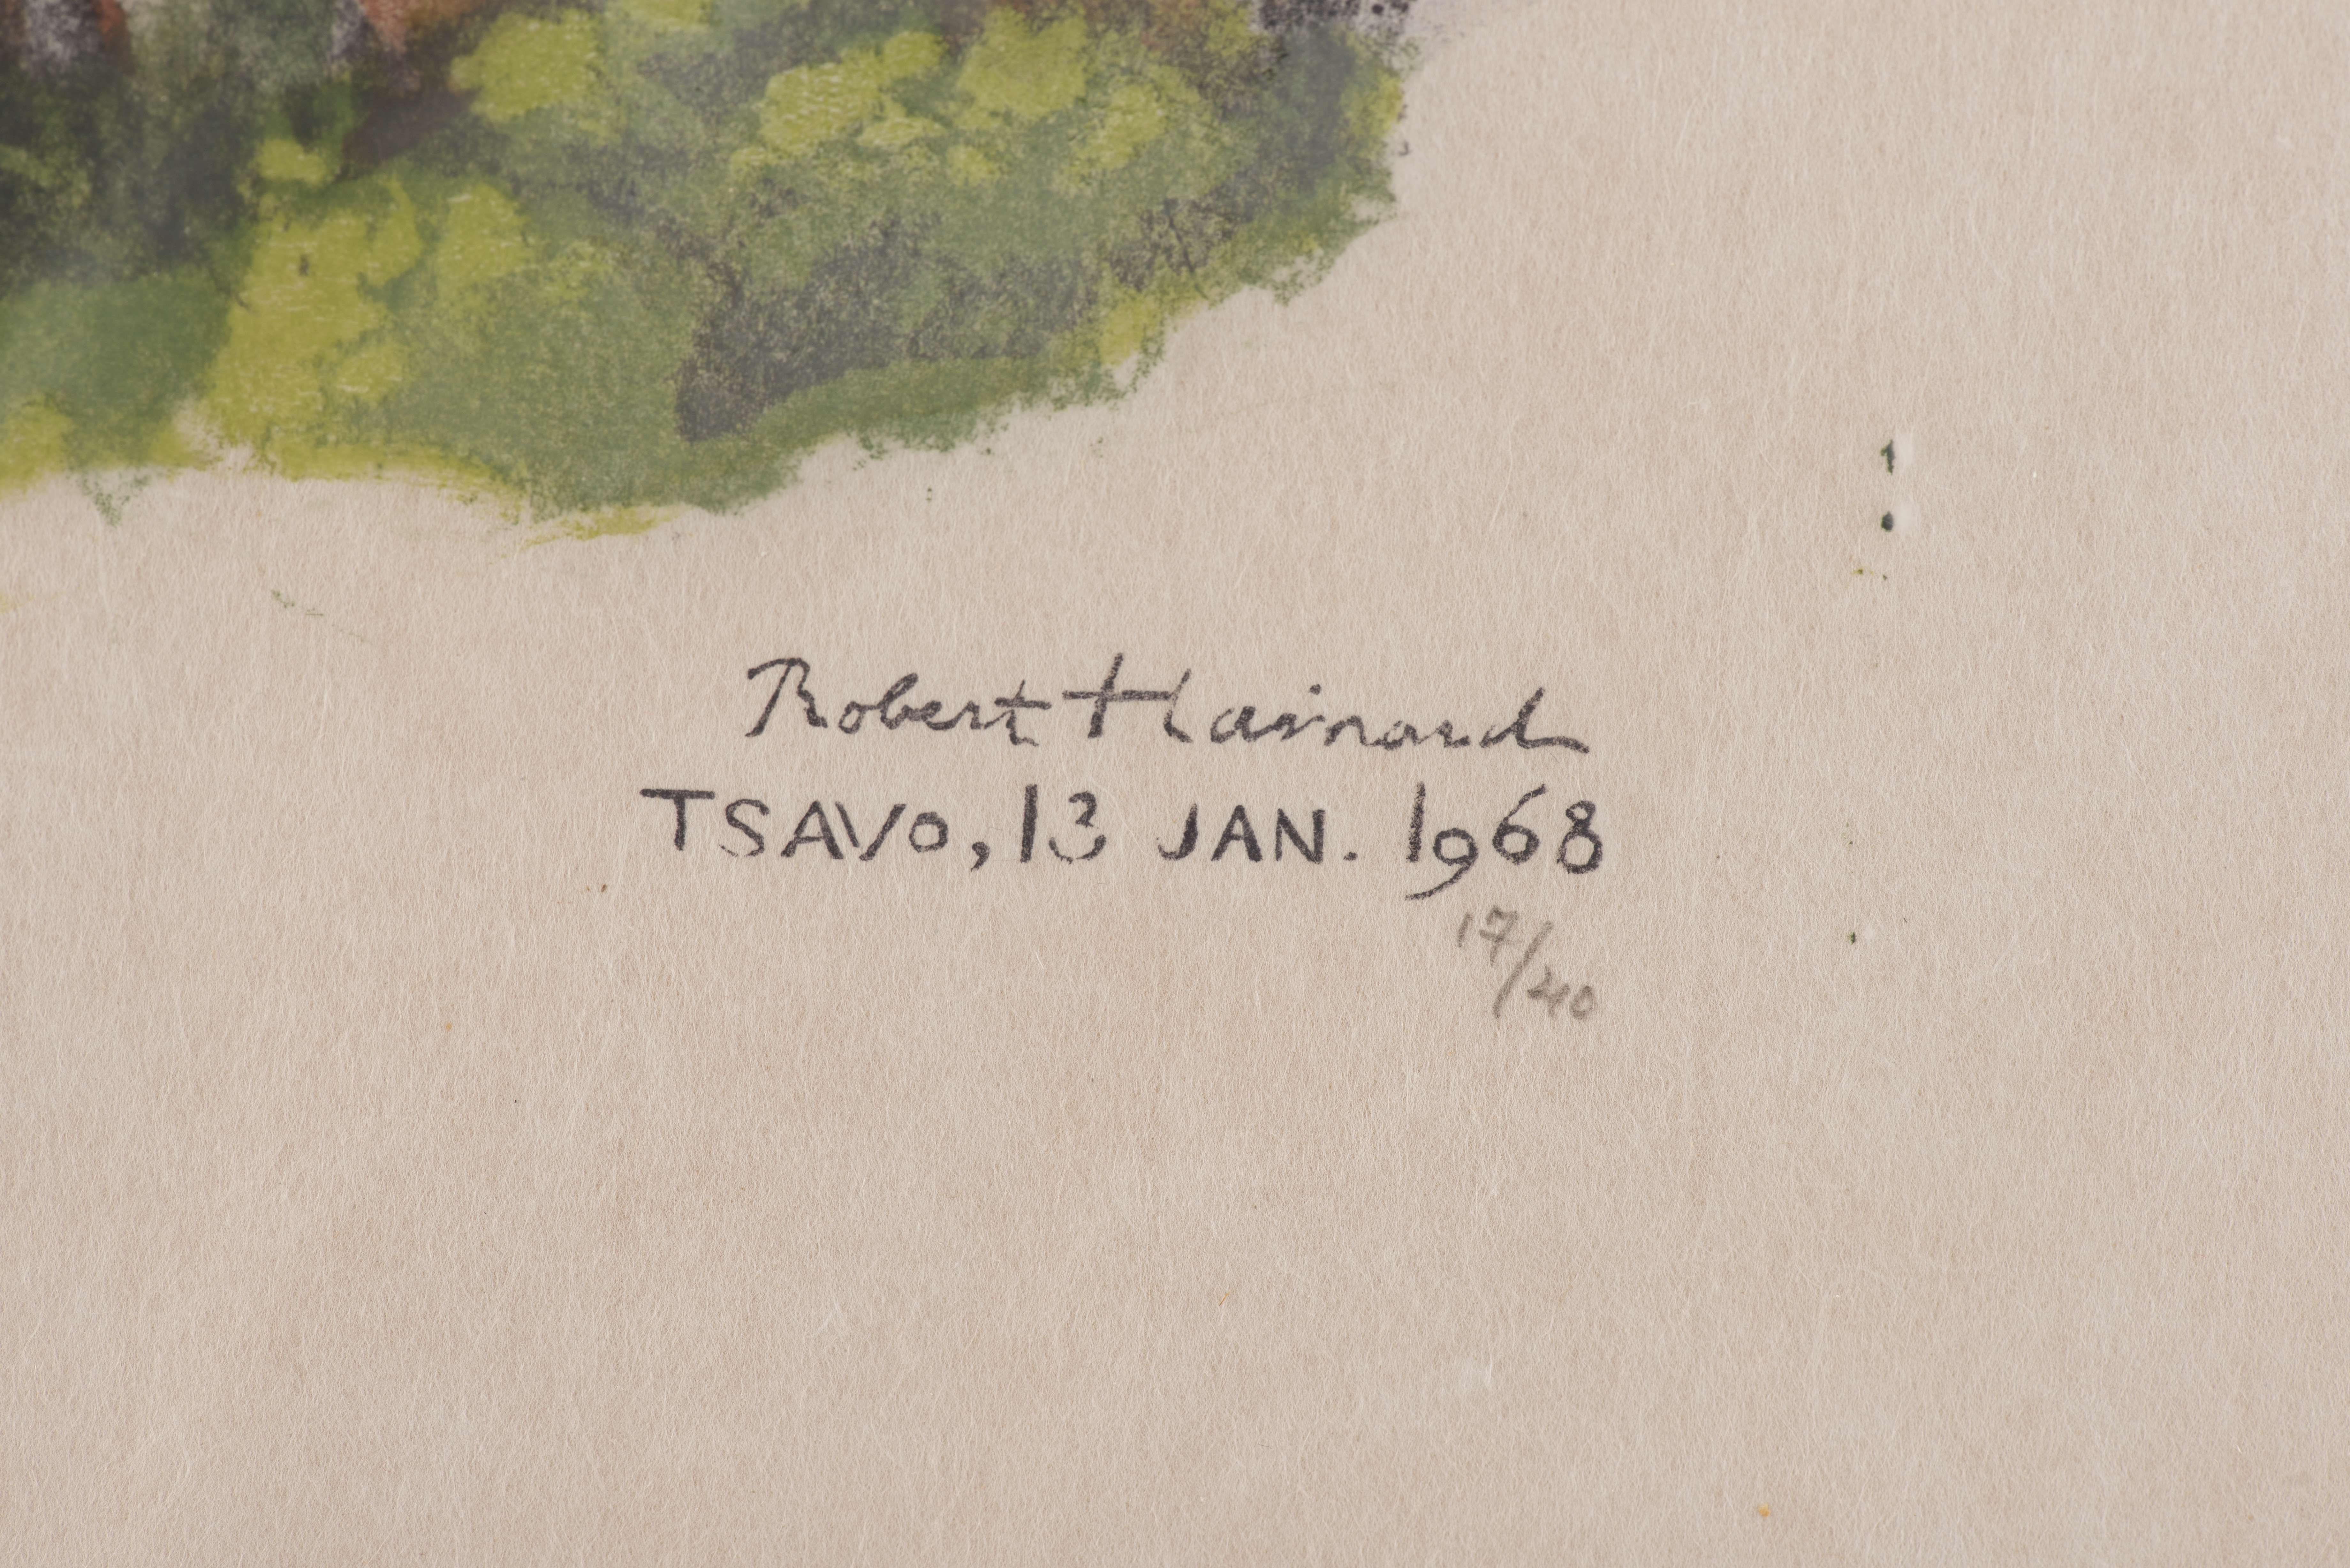 Robert Hainard
TSAVO, 13 JAN. 1968
17/40